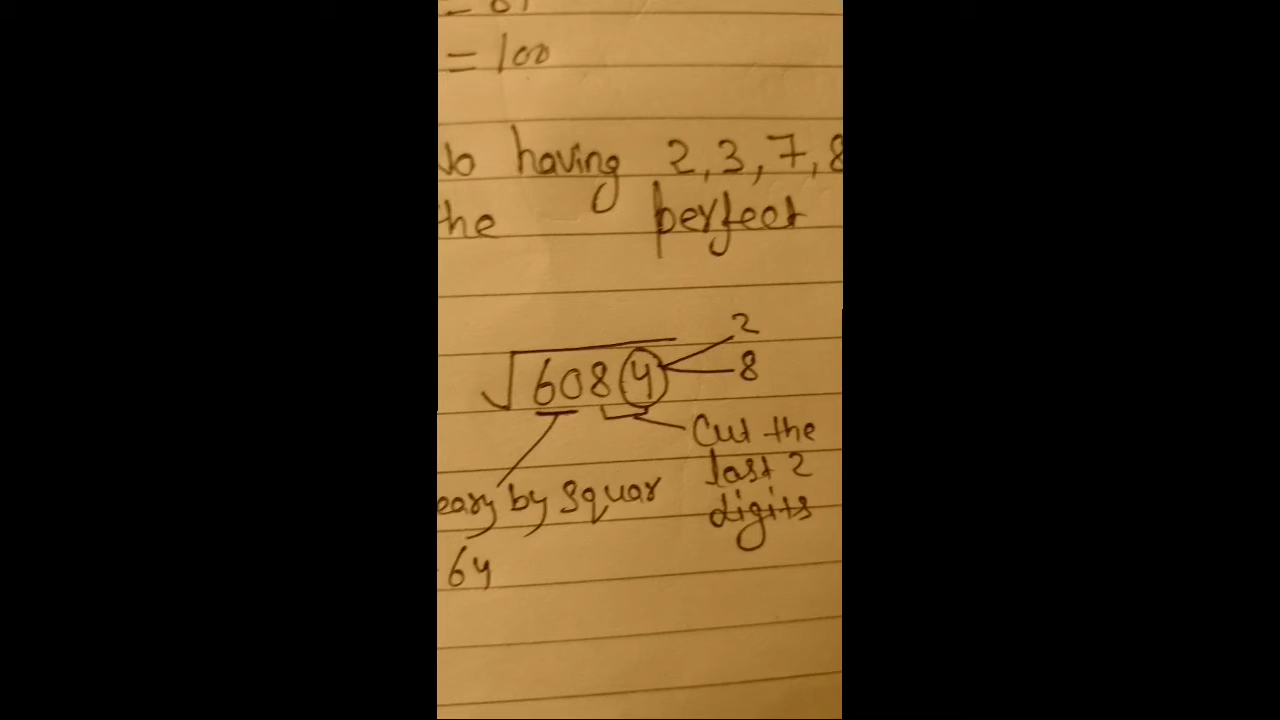 = 100
No having 2, 3, 7, 8
the perfect
2
√6084
8
Cut the
last 2
digits
eary by squar
64